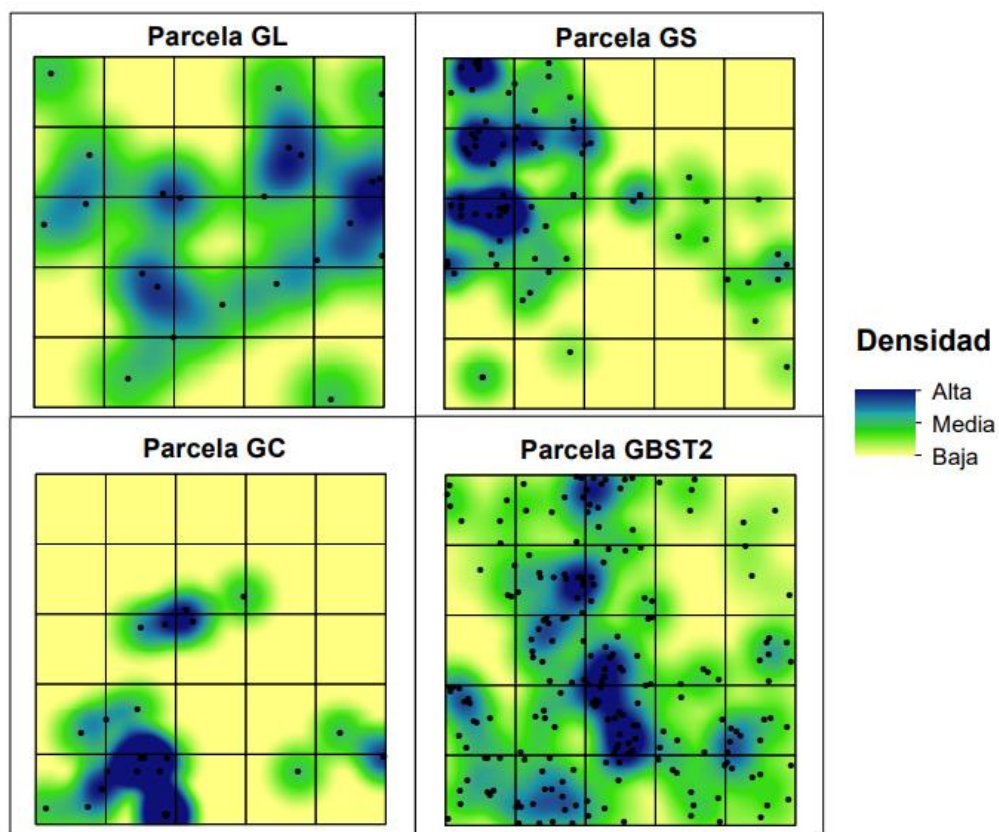 Parcela GL
Parcela GS
Densidad
Alta
Media
Baja
Parcela GC
Parcela GBST2